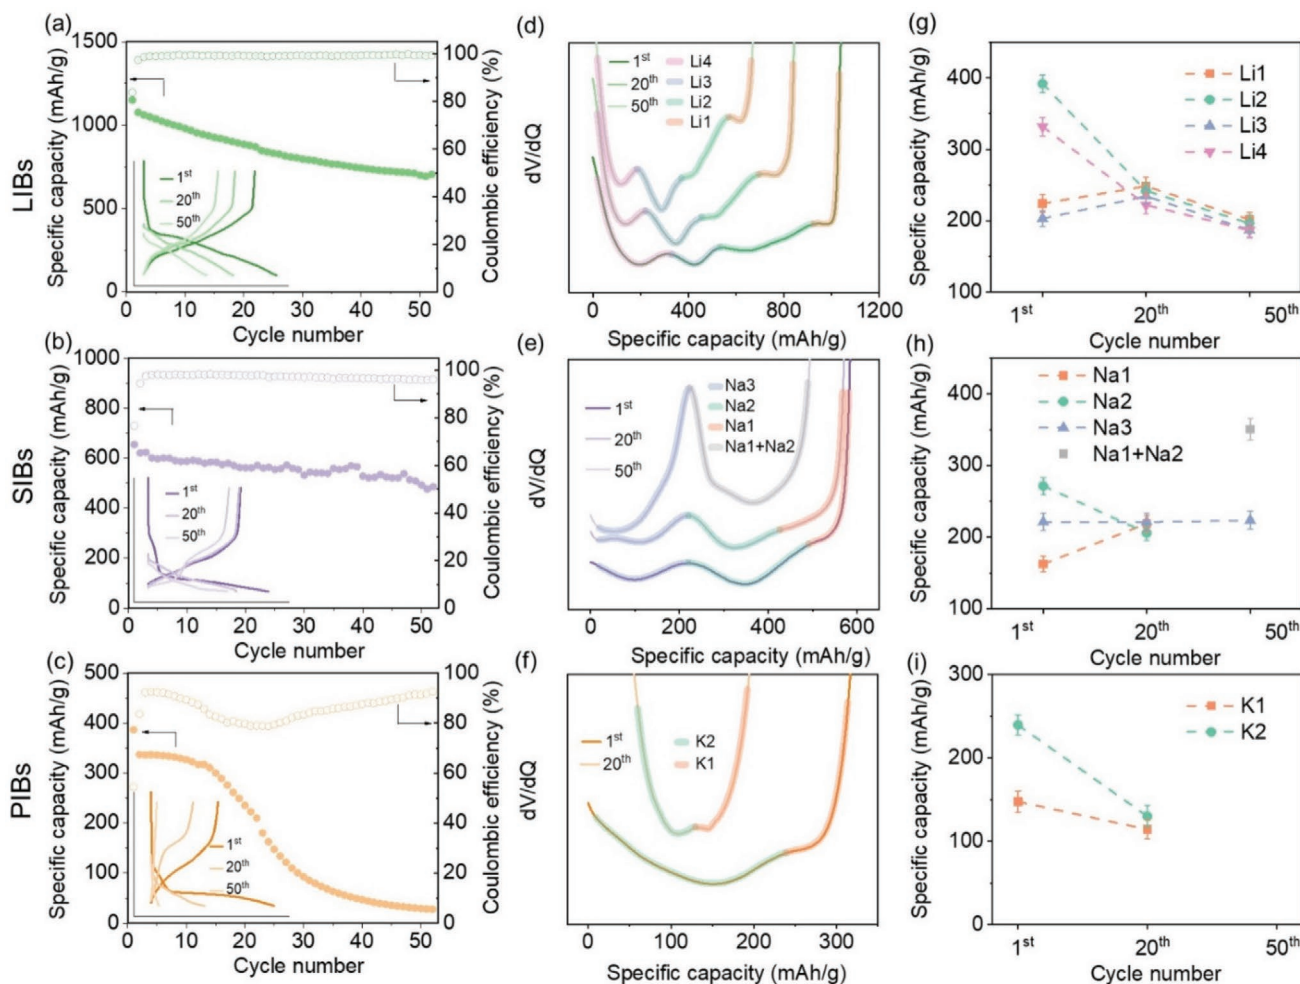 (a)
LIBs
Specific capacity (mAh/g)
1500
1000
750
500
250
0
100
80
60
40
20
0
Coulombic efficiency (%)
1st
20th
50th
0 10 20 30 40 50
Cycle number
(d)
dV/dQ
1st
20th
50th
Li4
Li3
Li2
Li1
0 400 800 1200
Specific capacity (mAh/g)
(g)
Specific capacity (mAh/g)
400
300
200
100
Li1
Li2
Li3
Li4
1st 20th 50th
Cycle number
(b)
SIBs
Specific capacity (mAh/g)
1000
800
600
400
200
0
100
80
60
40
20
0
Coulombic efficiency (%)
1st
20th
50th
0 10 20 30 40 50
Cycle number
(e)
dV/dQ
1st
20th
50th
Na3
Na2
Na1
Na1+Na2
0 200 400 600
Specific capacity (mAh/g)
(h)
Specific capacity (mAh/g)
400
300
200
100
Na1
Na2
Na3
Na1+Na2
1st 20th 50th
Cycle number
(c)
PIBs
Specific capacity (mAh/g)
500
400
300
200
100
0
100
80
60
40
20
0
Coulombic efficiency (%)
1st
20th
50th
0 10 20 30 40 50
Cycle number
(f)
dV/dQ
1st
20th
K2
K1
0 100 200 300
Specific capacity (mAh/g)
(i)
Specific capacity (mAh/g)
300
200
100
0
K1
K2
1st 20th 50th
Cycle number